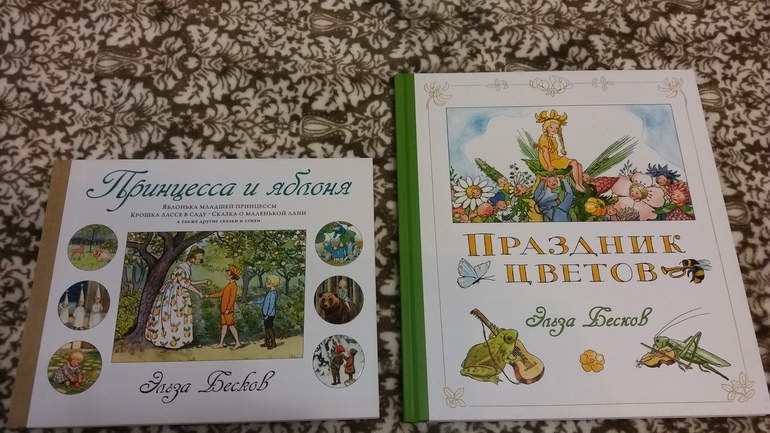 Принцесса и яблоня
Яблонька младшей принцессы
Крошка Лассе в саду · Сказка о маленькой лани
а также другие сказки и стихи
Эльза Бесков
Праздник
цветов
Эльза Бесков